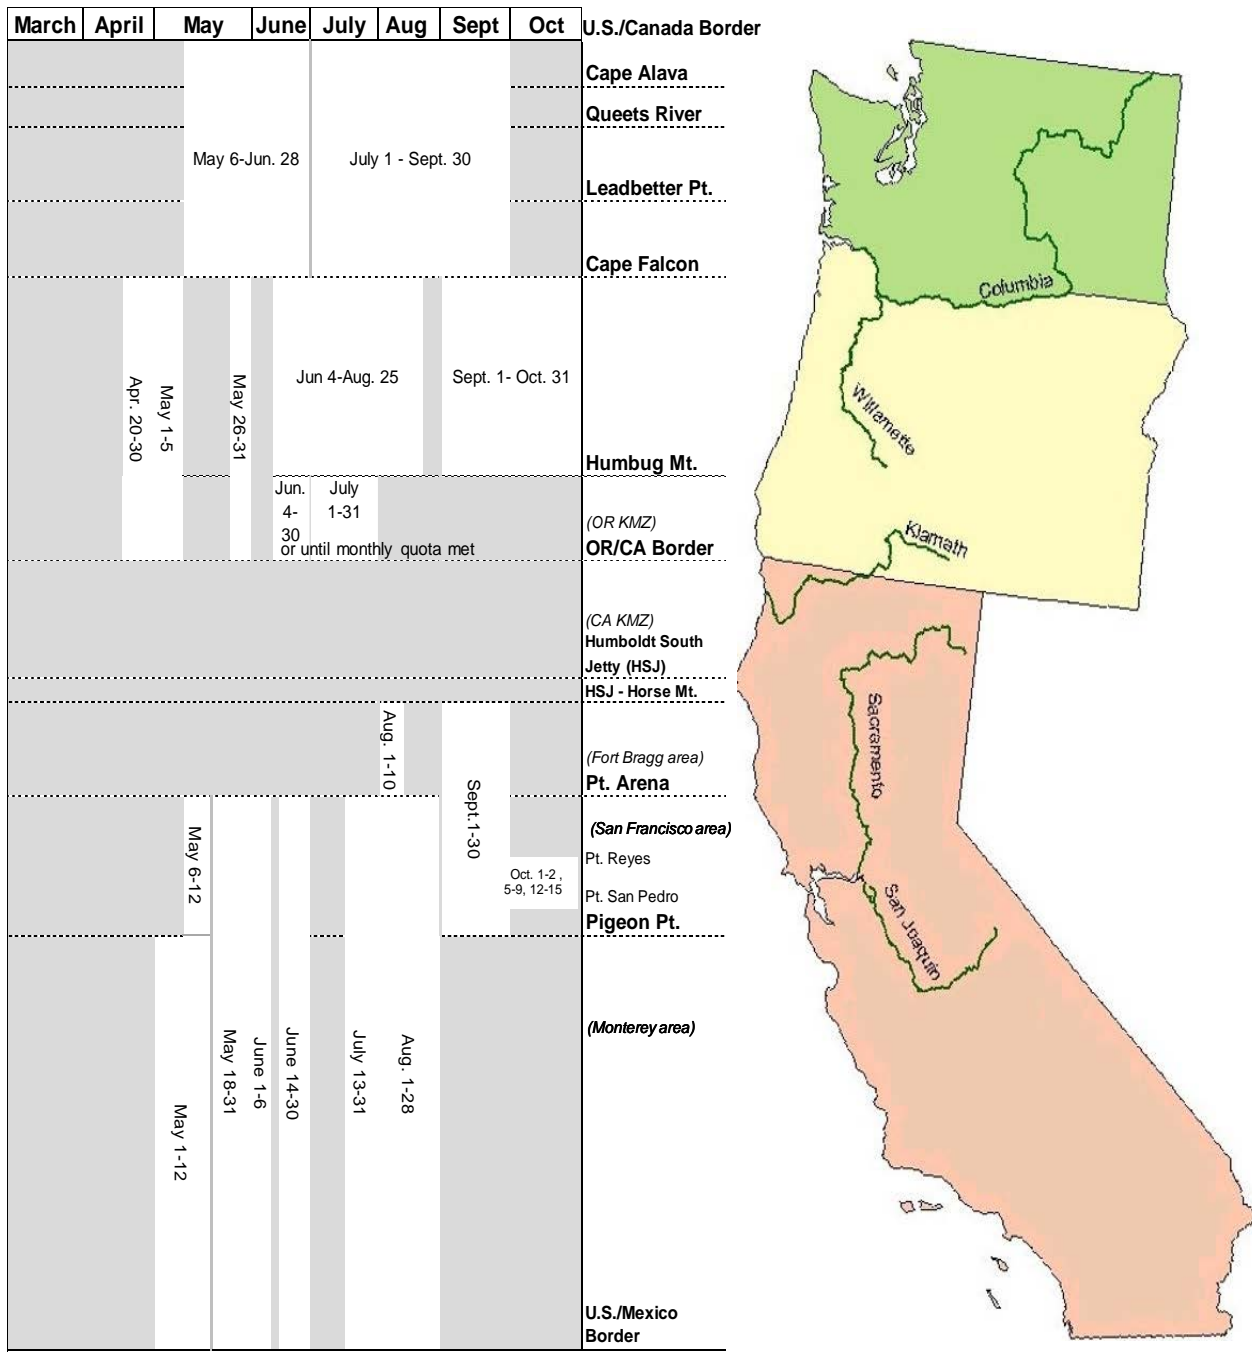 March April May June July Aug Sept Oct U.S./Canada Border
Cape Alava
Queets River
May 6-Jun. 28 July 1 - Sept. 30
Leadbetter Pt.
Cape Falcon
Apr. 20-30
May 1-5
May 26-31
Jun 4-Aug. 25
Sept. 1- Oct. 31
Humbug Mt.
Jun.
4-
30
July
1-31
or until monthly quota met
(OR KMZ)
OR/CA Border
(CA KMZ)
Humboldt South
Jetty (HSJ)
HSJ - Horse Mt.
Aug. 1-10
(Fort Bragg area)
Pt. Arena
May 6-12
Sept.1-30
(San Francisco area)
Pt. Reyes
Oct. 1-2 ,
5-9, 12-15
Pt. San Pedro
Pigeon Pt.
May 1-12
May 18-31
June 1-6
June 14-30
July 13-31
Aug. 1-28
(Monterey area)
U.S./Mexico
Border
Columbia
Willamette
Klamath
Sacramento
San Joaquin